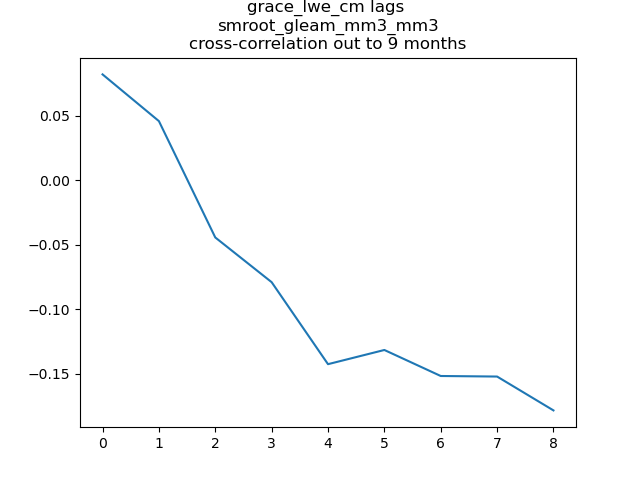 grace_lwe_cm lags
smroot_gleam_mm3_mm3
cross-correlation out to 9 months
0.05
0.00
−0.05
−0.10
−0.15
0 1 2 3 4 5 6 7 8